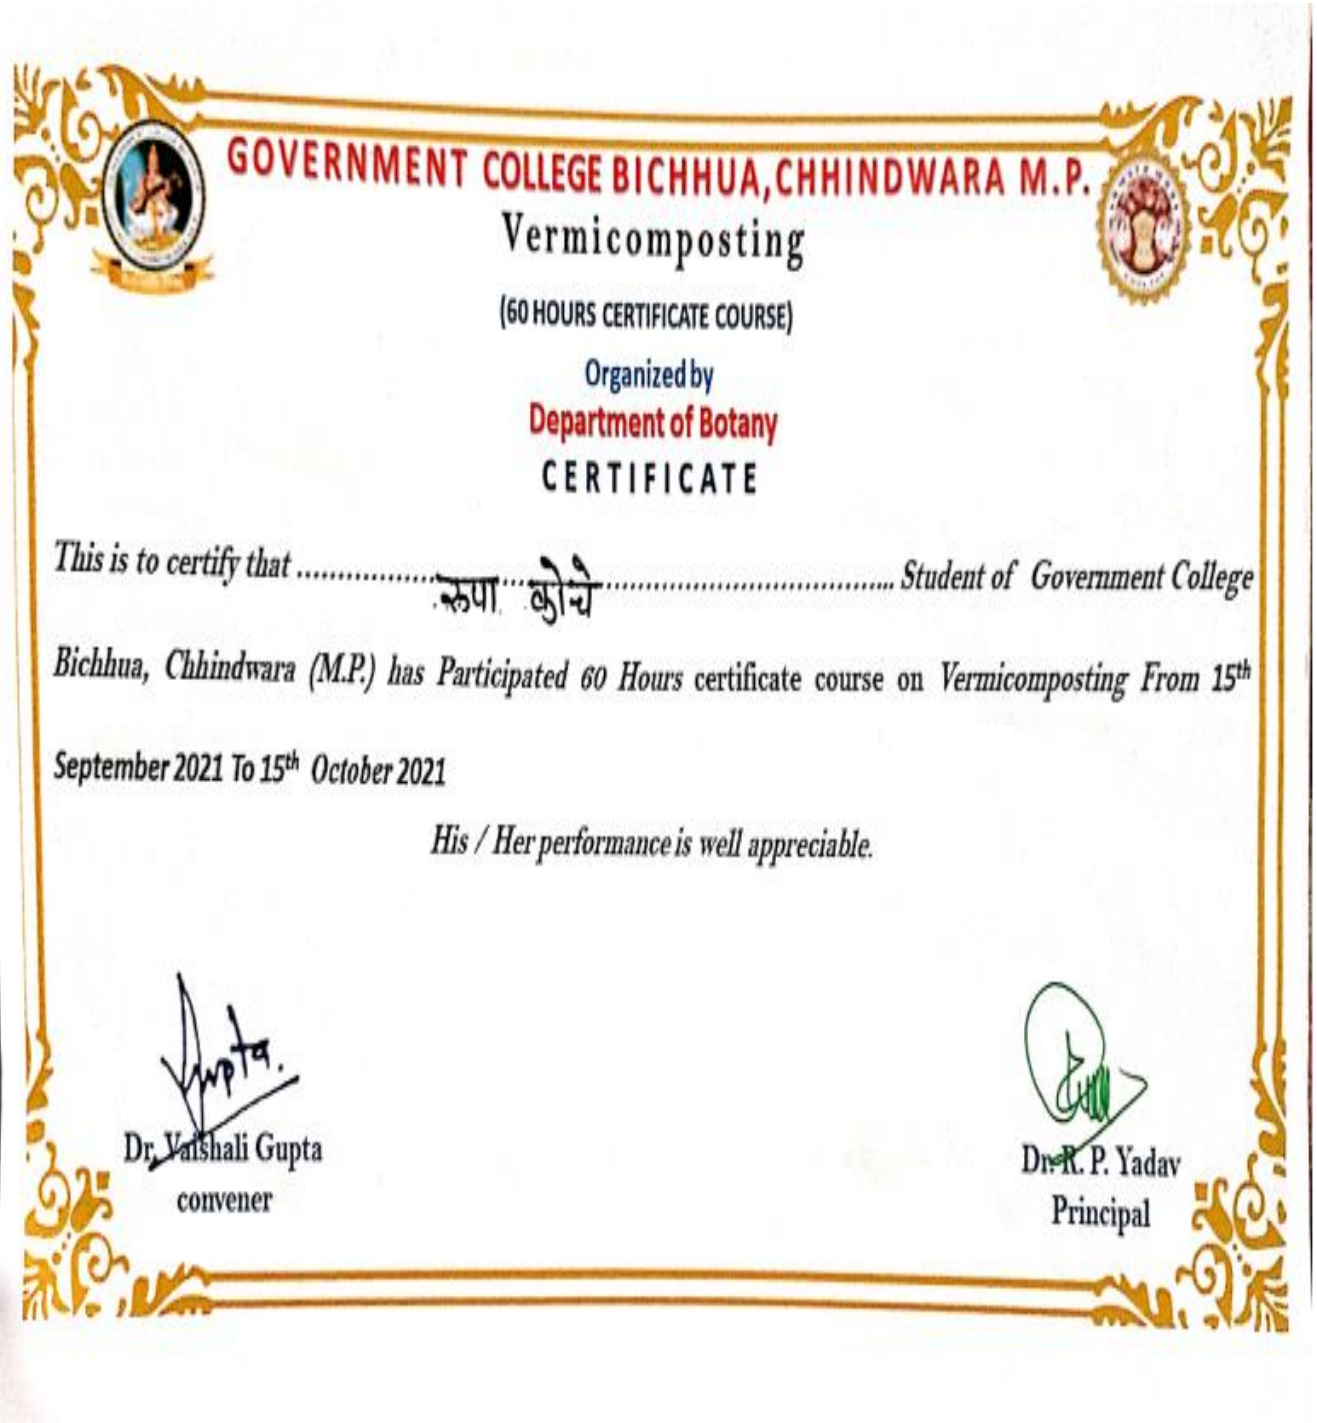 GOVERNMENT COLLEGE BICHHUA,CHHINDWARA M.P.
Vermicomposting
(60 HOURS CERTIFICATE COURSE)
Organized by
Department of Botany
CERTIFICATE
This is to certify that ................रुपा कोचे................ Student of Government College
Bichhua, Chhindwara (M.P.) has Participated 60 Hours certificate course on Vermicomposting From 15th
September 2021 To 15th October 2021
His / Her performance is well appreciable.
Gupta.
Dr. Vaishali Gupta
convener
Dr. R. P. Yadav
Principal